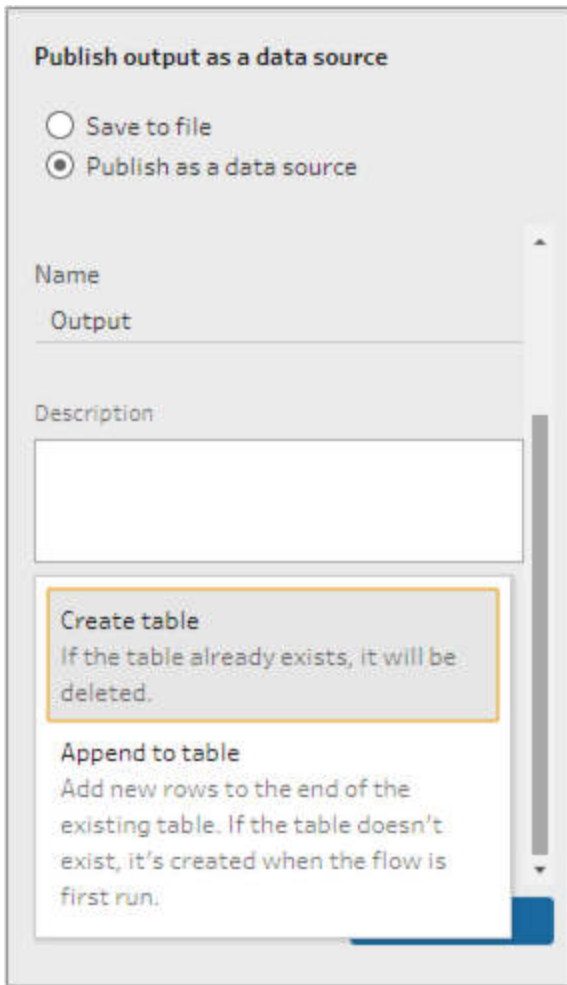 Publish output as a data source
Save to file
Publish as a data source
Name
Output
Description
Create table
If the table already exists, it will be
deleted.
Append to table
Add new rows to the end of the
existing table. If the table doesn't
exist, it's created when the flow is
first run.